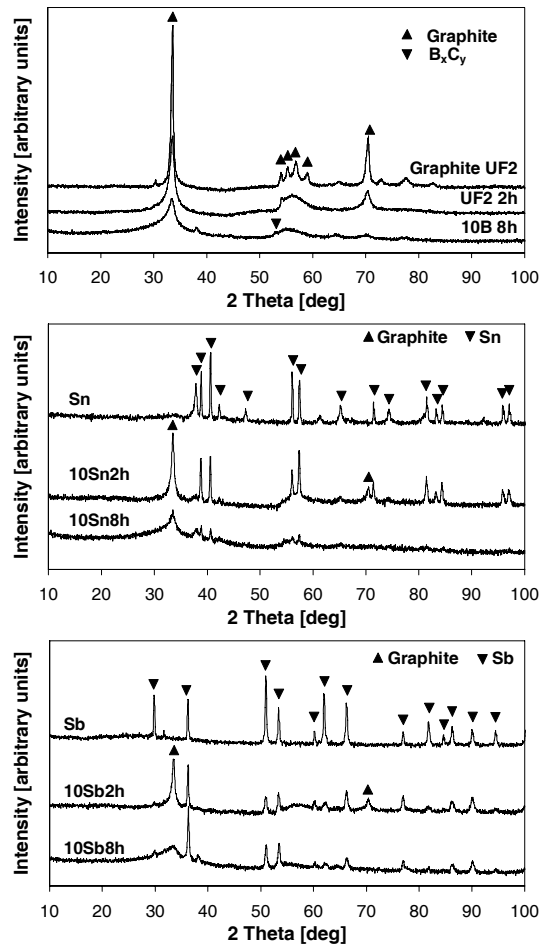 Intensity [arbitrary units]
▲ Graphite
▼ BxCy
Graphite UF2
UF2 2h
10B 8h
10 20 30 40 50 60 70 80 90 100
2 Theta [deg]
Intensity [arbitrary units]
▲ Graphite ▼ Sn
Sn
10Sn2h
10Sn8h
10 20 30 40 50 60 70 80 90 100
2 Theta [deg]
Intensity [arbitrary units]
▲ Graphite ▼ Sb
Sb
10Sb2h
10Sb8h
10 20 30 40 50 60 70 80 90 100
2 Theta [deg]